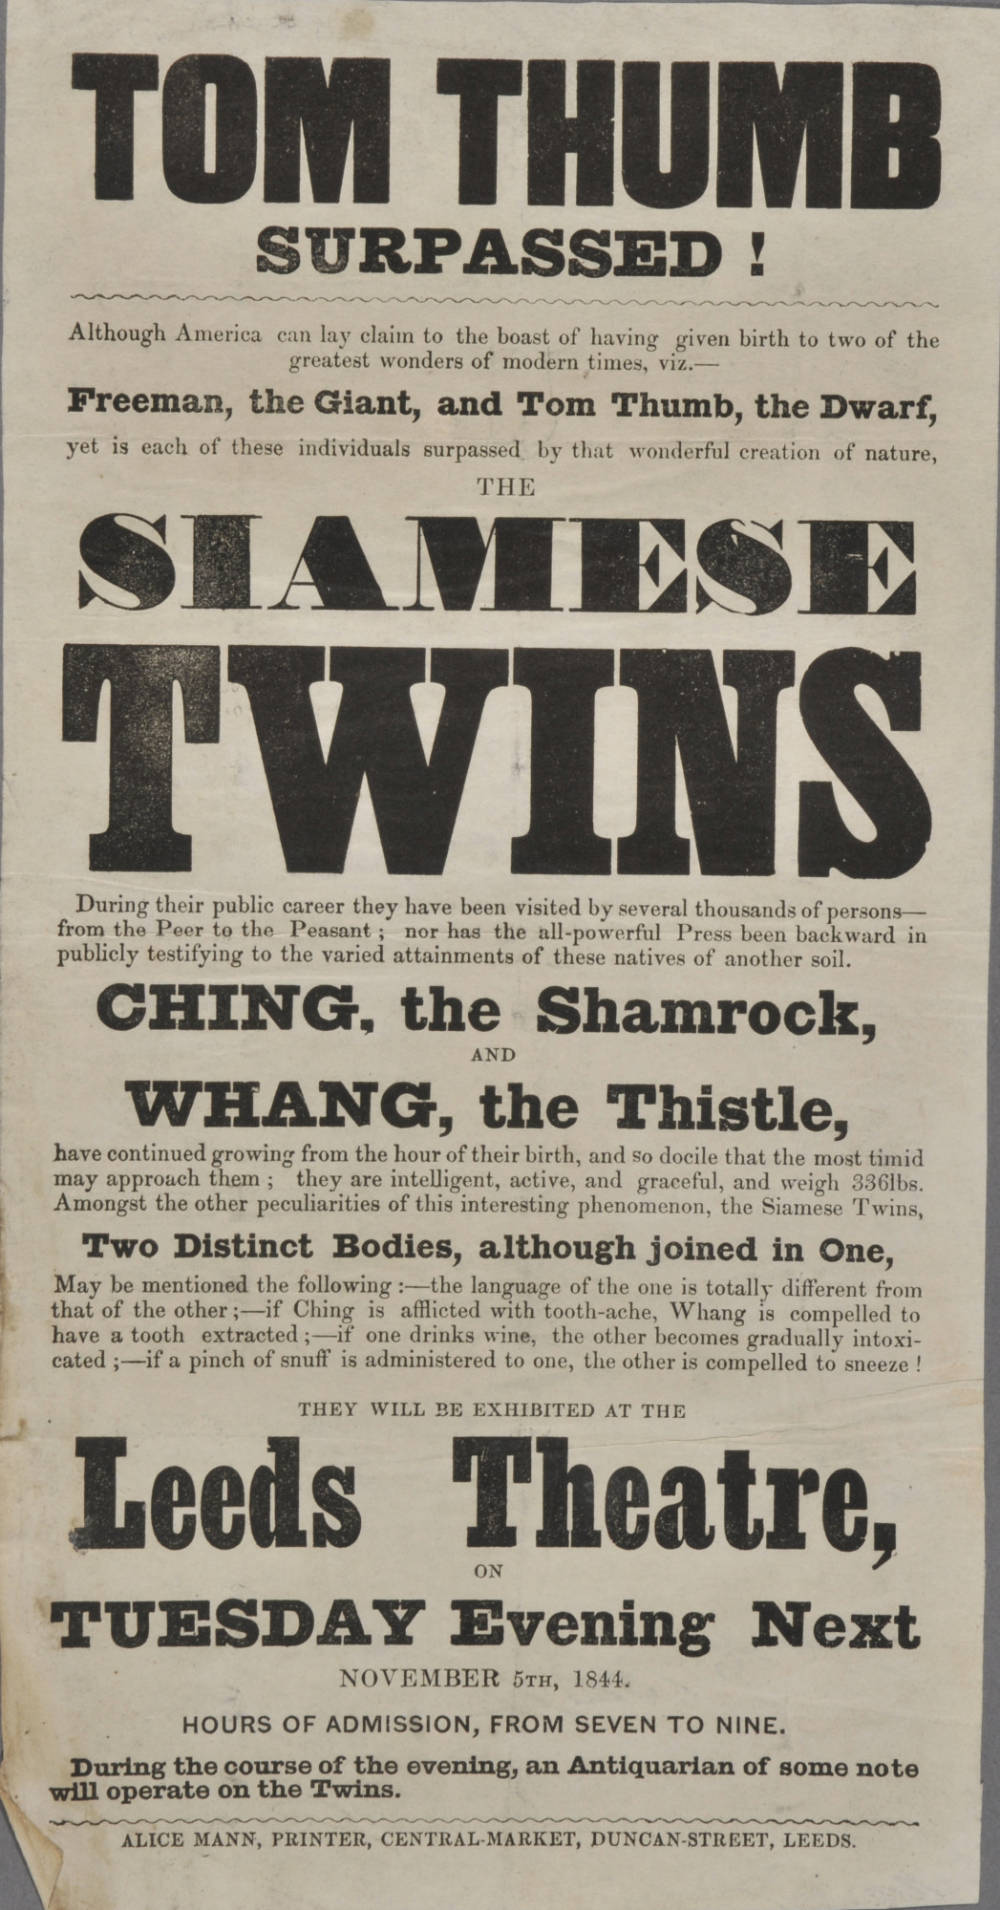 TOM THUMB
SURPASSED !
Although America can lay claim to the boast of having given birth to two of the
greatest wonders of modern times, viz.—
Freeman, the Giant, and Tom Thumb, the Dwarf,
yet is each of these individuals surpassed by that wonderful creation of nature,
THE
SIAMESE
TWINS
During their public career they have been visited by several thousands of persons—
from the Peer to the Peasant ; nor has the all-powerful Press been backward in
publicly testifying to the varied attainments of these natives of another soil.
CHING, the Shamrock,
AND
WHANG, the Thistle,
have continued growing from the hour of their birth, and so docile that the most timid
may approach them ; they are intelligent, active, and graceful, and weigh 336lbs.
Amongst the other peculiarities of this interesting phenomenon, the Siamese Twins,
Two Distinct Bodies, although joined in One,
May be mentioned the following :—the language of the one is totally different from
that of the other ;—if Ching is afflicted with tooth-ache, Whang is compelled to
have a tooth extracted ;—if one drinks wine, the other becomes gradually intoxi-
cated ;—if a pinch of snuff is administered to one, the other is compelled to sneeze !
THEY WILL BE EXHIBITED AT THE
Leeds Theatre,
ON
TUESDAY Evening Next
NOVEMBER 5TH, 1844.
HOURS OF ADMISSION, FROM SEVEN TO NINE.
During the course of the evening, an Antiquarian of some note
will operate on the Twins.
ALICE MANN, PRINTER, CENTRAL-MARKET, DUNCAN-STREET, LEEDS.